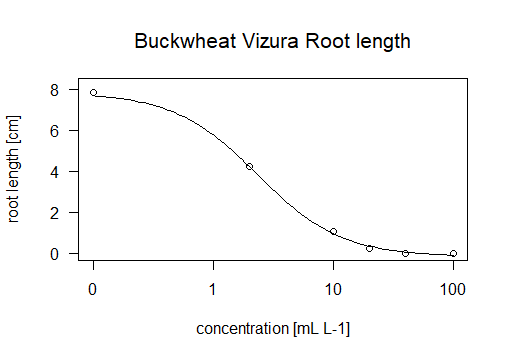 Buckwheat Vizura Root length
root length [cm]
8
6
4
2
0
0 1 10 100
concentration [mL L-1]